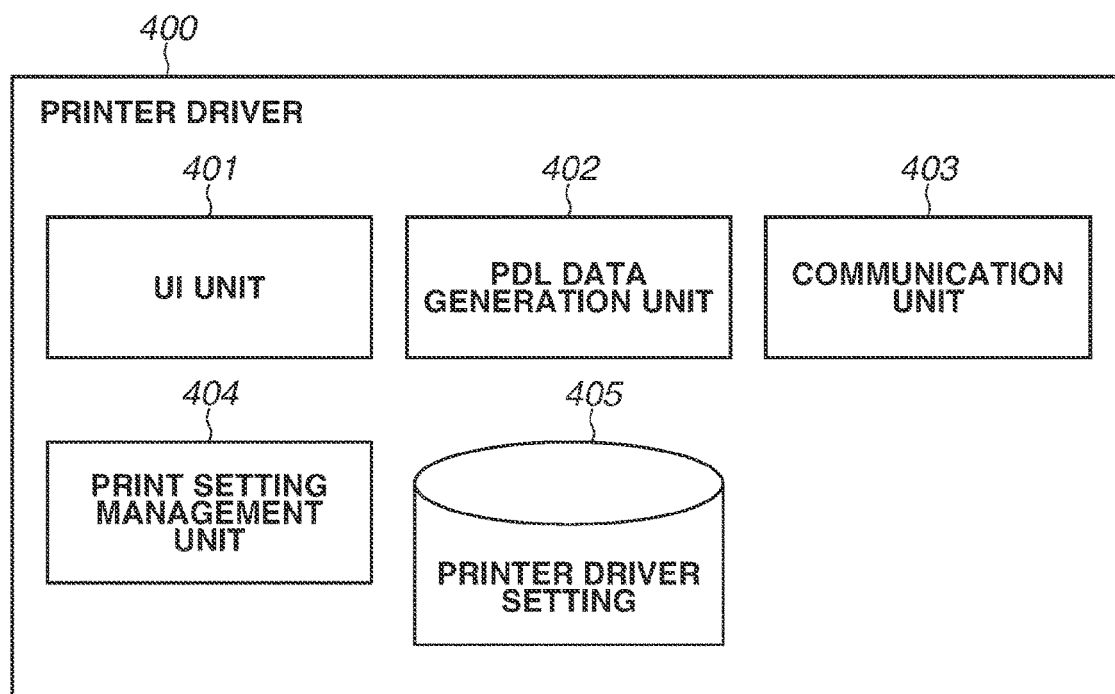 400
PRINTER DRIVER
401
402
403
UI UNIT
PDL DATA
GENERATION UNIT
COMMUNICATION
UNIT
404
405
PRINT SETTING
MANAGEMENT
UNIT
PRINTER DRIVER
SETTING